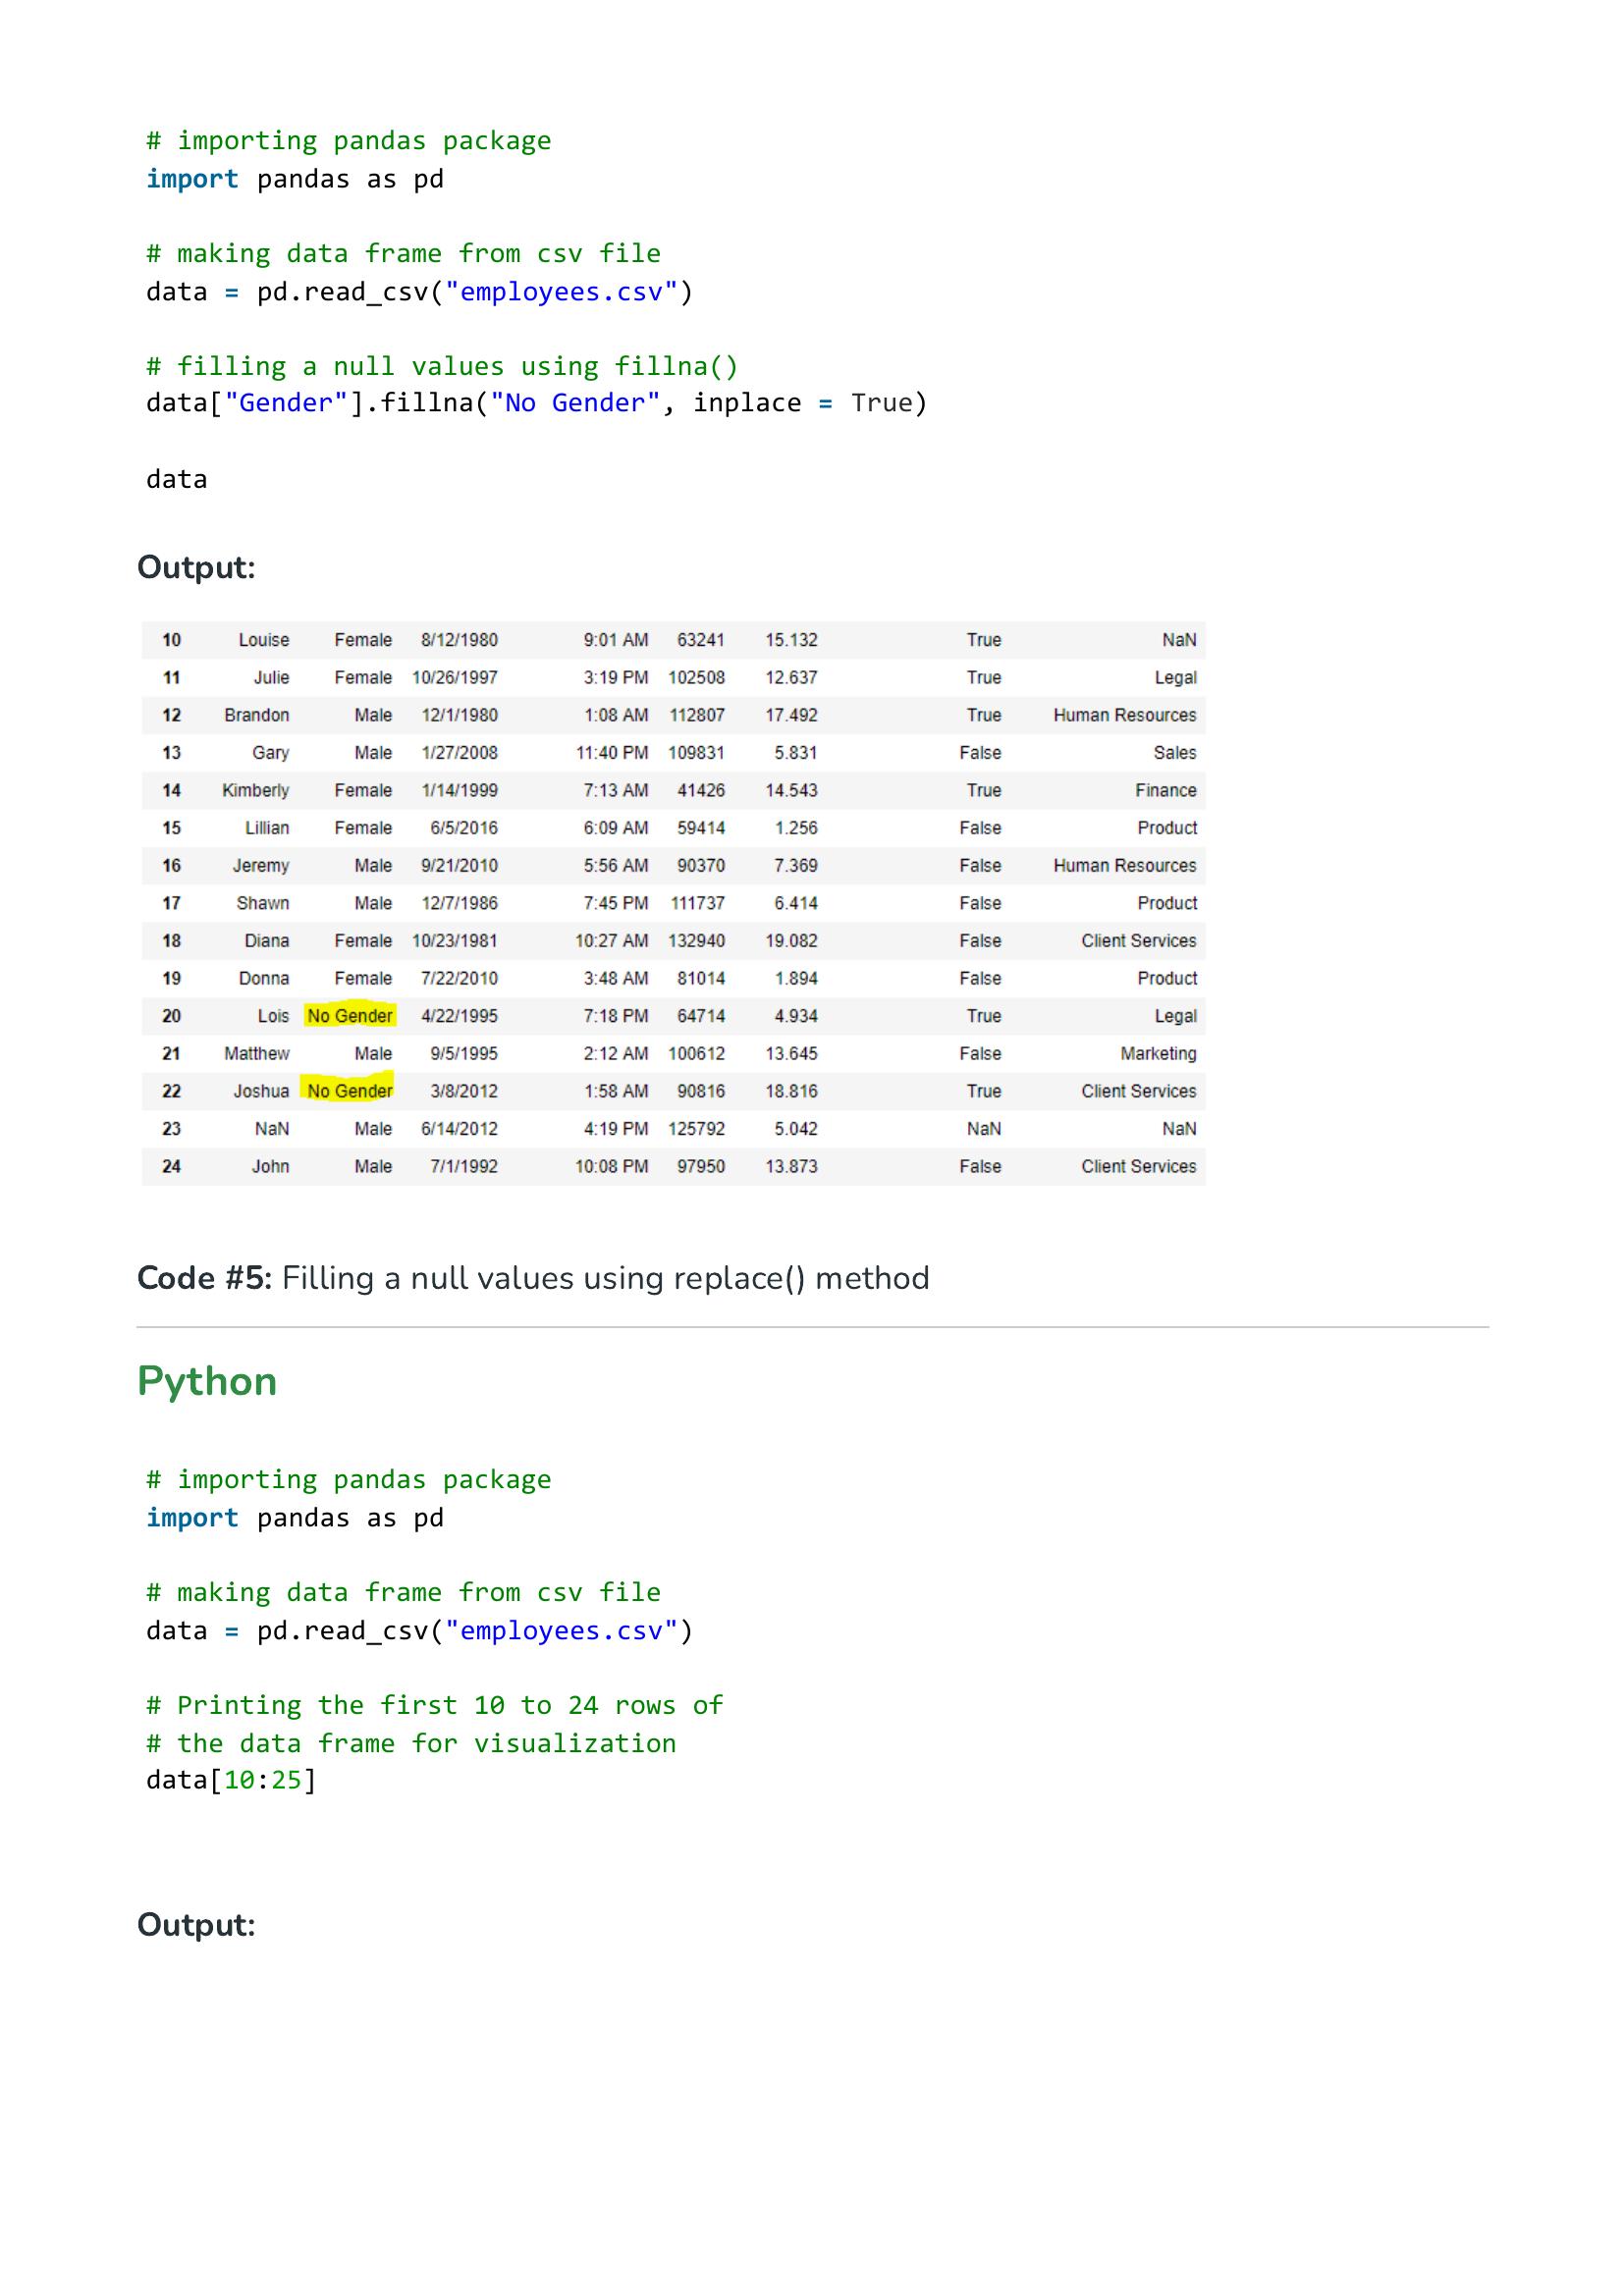 # importing pandas package
import pandas as pd
# making data frame from csv file
data = pd.read_csv("employees.csv")
# filling a null values using fillna()
data["Gender"].fillna("No Gender", inplace = True)
data
Output:
10 Louise Female 8/12/1980 9:01 AM 63241 15.132 True NaN
11 Julie Female 10/26/1997 3:19 PM 102508 12.637 True Legal
12 Brandon Male 12/1/1980 1:08 AM 112807 17.492 True Human Resources
13 Gary Male 1/27/2008 11:40 PM 109831 5.831 False Sales
14 Kimberly Female 1/14/1999 7:13 AM 41426 14.543 True Finance
15 Lillian Female 6/5/2016 6:09 AM 59414 1.256 False Product
16 Jeremy Male 9/21/2010 5:56 AM 90370 7.369 False Human Resources
17 Shawn Male 12/7/1986 7:45 PM 111737 6.414 False Product
18 Diana Female 10/23/1981 10:27 AM 132940 19.082 False Client Services
19 Donna Female 7/22/2010 3:48 AM 81014 1.894 False Product
20 Lois No Gender 4/22/1995 7:18 PM 64714 4.934 True Legal
21 Matthew Male 9/5/1995 2:12 AM 100612 13.645 False Marketing
22 Joshua No Gender 3/8/2012 1:58 AM 90816 18.816 True Client Services
23 NaN Male 6/14/2012 4:19 PM 125792 5.042 NaN NaN
24 John Male 7/1/1992 10:08 PM 97950 13.873 False Client Services
Code #5: Filling a null values using replace() method
Python
# importing pandas package
import pandas as pd
# making data frame from csv file
data = pd.read_csv("employees.csv")
# Printing the first 10 to 24 rows of
# the data frame for visualization
data[10:25]
Output: